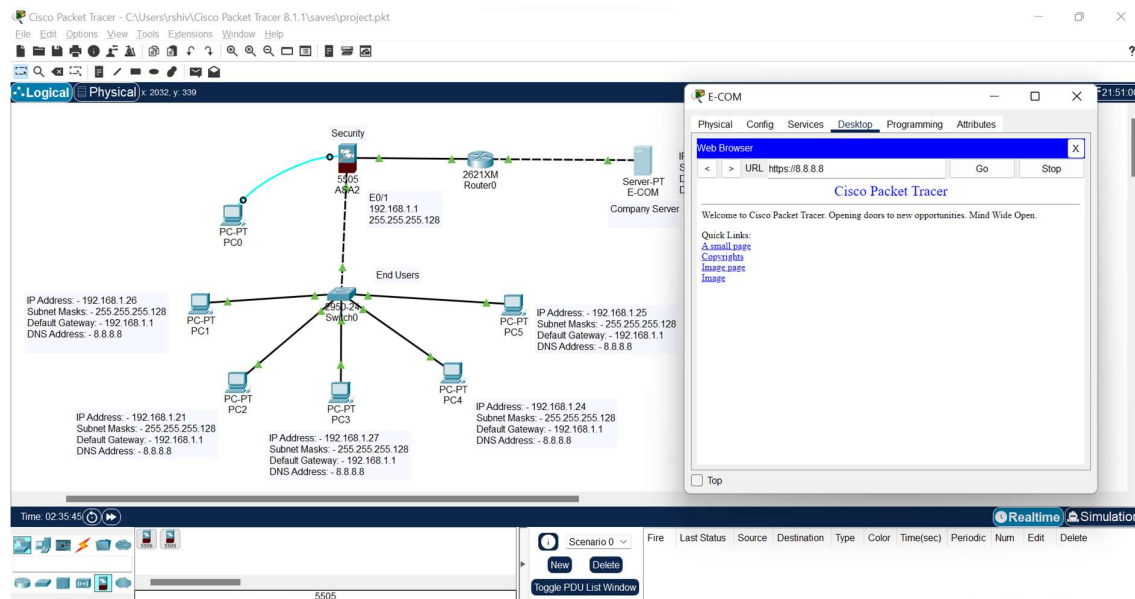 Cisco Packet Tracer - C:\Users\rshiv\Cisco Packet Tracer 8.1.1\saves\project.pkt
File Edit Options View Tools Extensions Window Help
?
Logical Physical x: 2032, y: 339
21:51:00
Security
5505
ASA2
2621XM
Router0
Server-PT
E-COM
Company Server
E0/1
192.168.1.1
255.255.255.128
PC-PT
PC0
End Users
2950-24
Switch0
IP Address: - 192.168.1.26
Subnet Masks: - 255.255.255.128
Default Gateway: - 192.168.1.1
DNS Address: - 8.8.8.8
PC-PT
PC1
PC-PT
PC5
IP Address: - 192.168.1.25
Subnet Masks: - 255.255.255.128
Default Gateway: - 192.168.1.1
DNS Address: - 8.8.8.8
PC-PT
PC2
PC-PT
PC3
PC-PT
PC4
IP Address: - 192.168.1.21
Subnet Masks: - 255.255.255.128
Default Gateway: - 192.168.1.1
DNS Address: - 8.8.8.8
IP Address: - 192.168.1.27
Subnet Masks: - 255.255.255.128
Default Gateway: - 192.168.1.1
DNS Address: - 8.8.8.8
IP Address: - 192.168.1.24
Subnet Masks: - 255.255.255.128
Default Gateway: - 192.168.1.1
DNS Address: - 8.8.8.8
E-COM
Physical Config Services Desktop Programming Attributes
Web Browser X
< > URL https://8.8.8.8 Go Stop
Cisco Packet Tracer
Welcome to Cisco Packet Tracer. Opening doors to new opportunities. Mind Wide Open.
Quick Links:
A small page
Copyrights
Image page
Image
Top
Time: 02:35:45
Realtime Simulation
5506 5505
Scenario 0
New Delete
Toggle PDU List Window
Fire Last Status Source Destination Type Color Time(sec) Periodic Num Edit Delete
5505